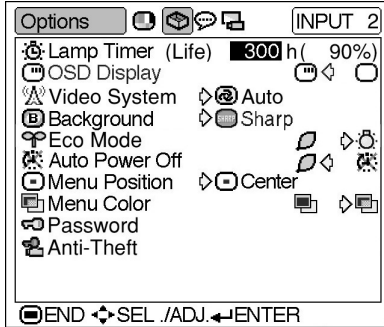 Options INPUT 2
Lamp Timer (Life) 300 h( 90%)
OSD Display
Video System Auto
B Background SHARP Sharp
Eco Mode
Auto Power Off
Menu Position Center
Menu Color
Password
Anti-Theft
END SEL./ADJ. ENTER